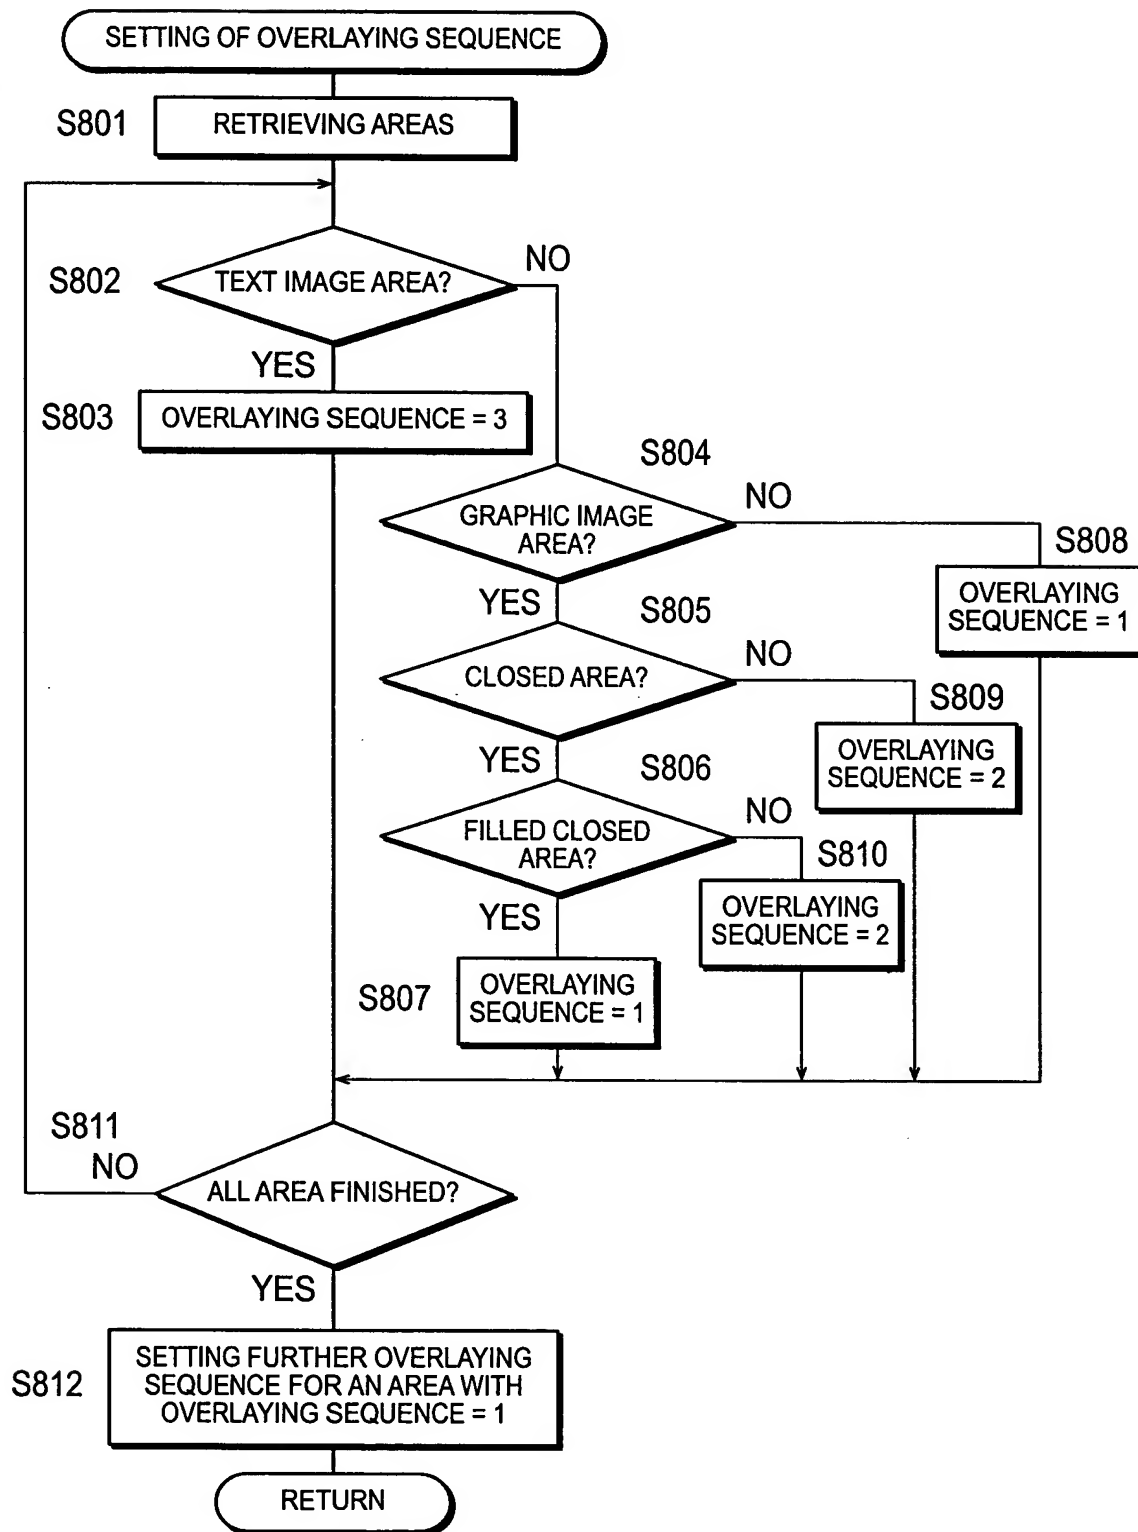 SETTING OF OVERLAYING SEQUENCE
S801
RETRIEVING AREAS
S802
TEXT IMAGE AREA?
NO
YES
S803
OVERLAYING SEQUENCE = 3
S804
GRAPHIC IMAGE
AREA?
NO
YES
S808
OVERLAYING
SEQUENCE = 1
S805
CLOSED AREA?
NO
YES
S809
OVERLAYING
SEQUENCE = 2
S806
FILLED CLOSED
AREA?
NO
YES
S810
OVERLAYING
SEQUENCE = 2
S807
OVERLAYING
SEQUENCE = 1
S811
NO
ALL AREA FINISHED?
YES
S812
SETTING FURTHER OVERLAYING
SEQUENCE FOR AN AREA WITH
OVERLAYING SEQUENCE = 1
RETURN